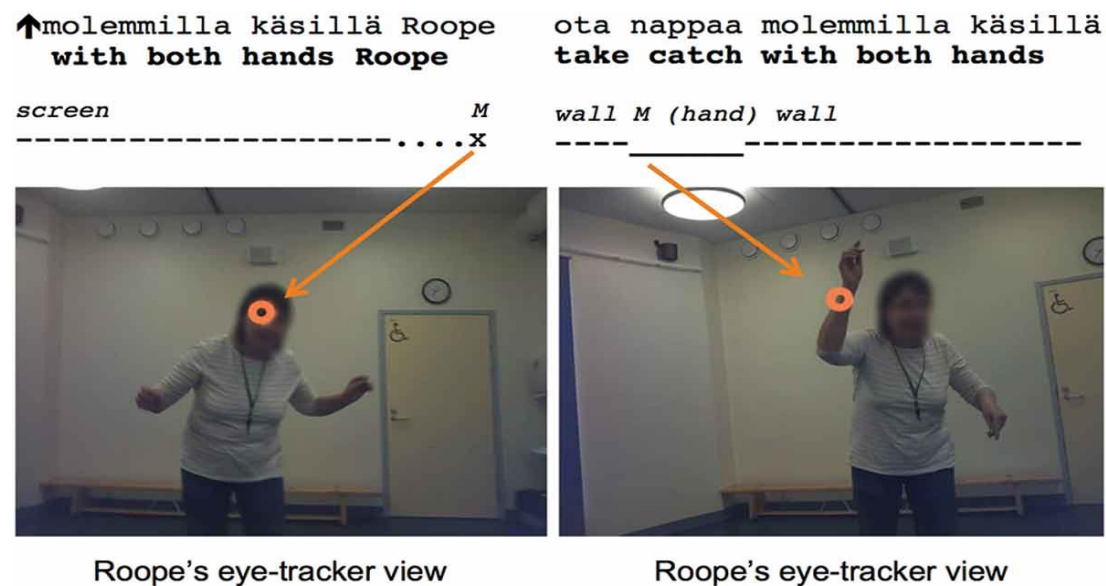 ↑molemmilla käsillä Roope
with both hands Roope
screen M
-----------------------------....x
Roope's eye-tracker view
ota nappaa molemmilla käsillä
take catch with both hands
wall M (hand) wall
----______------------------
Roope's eye-tracker view